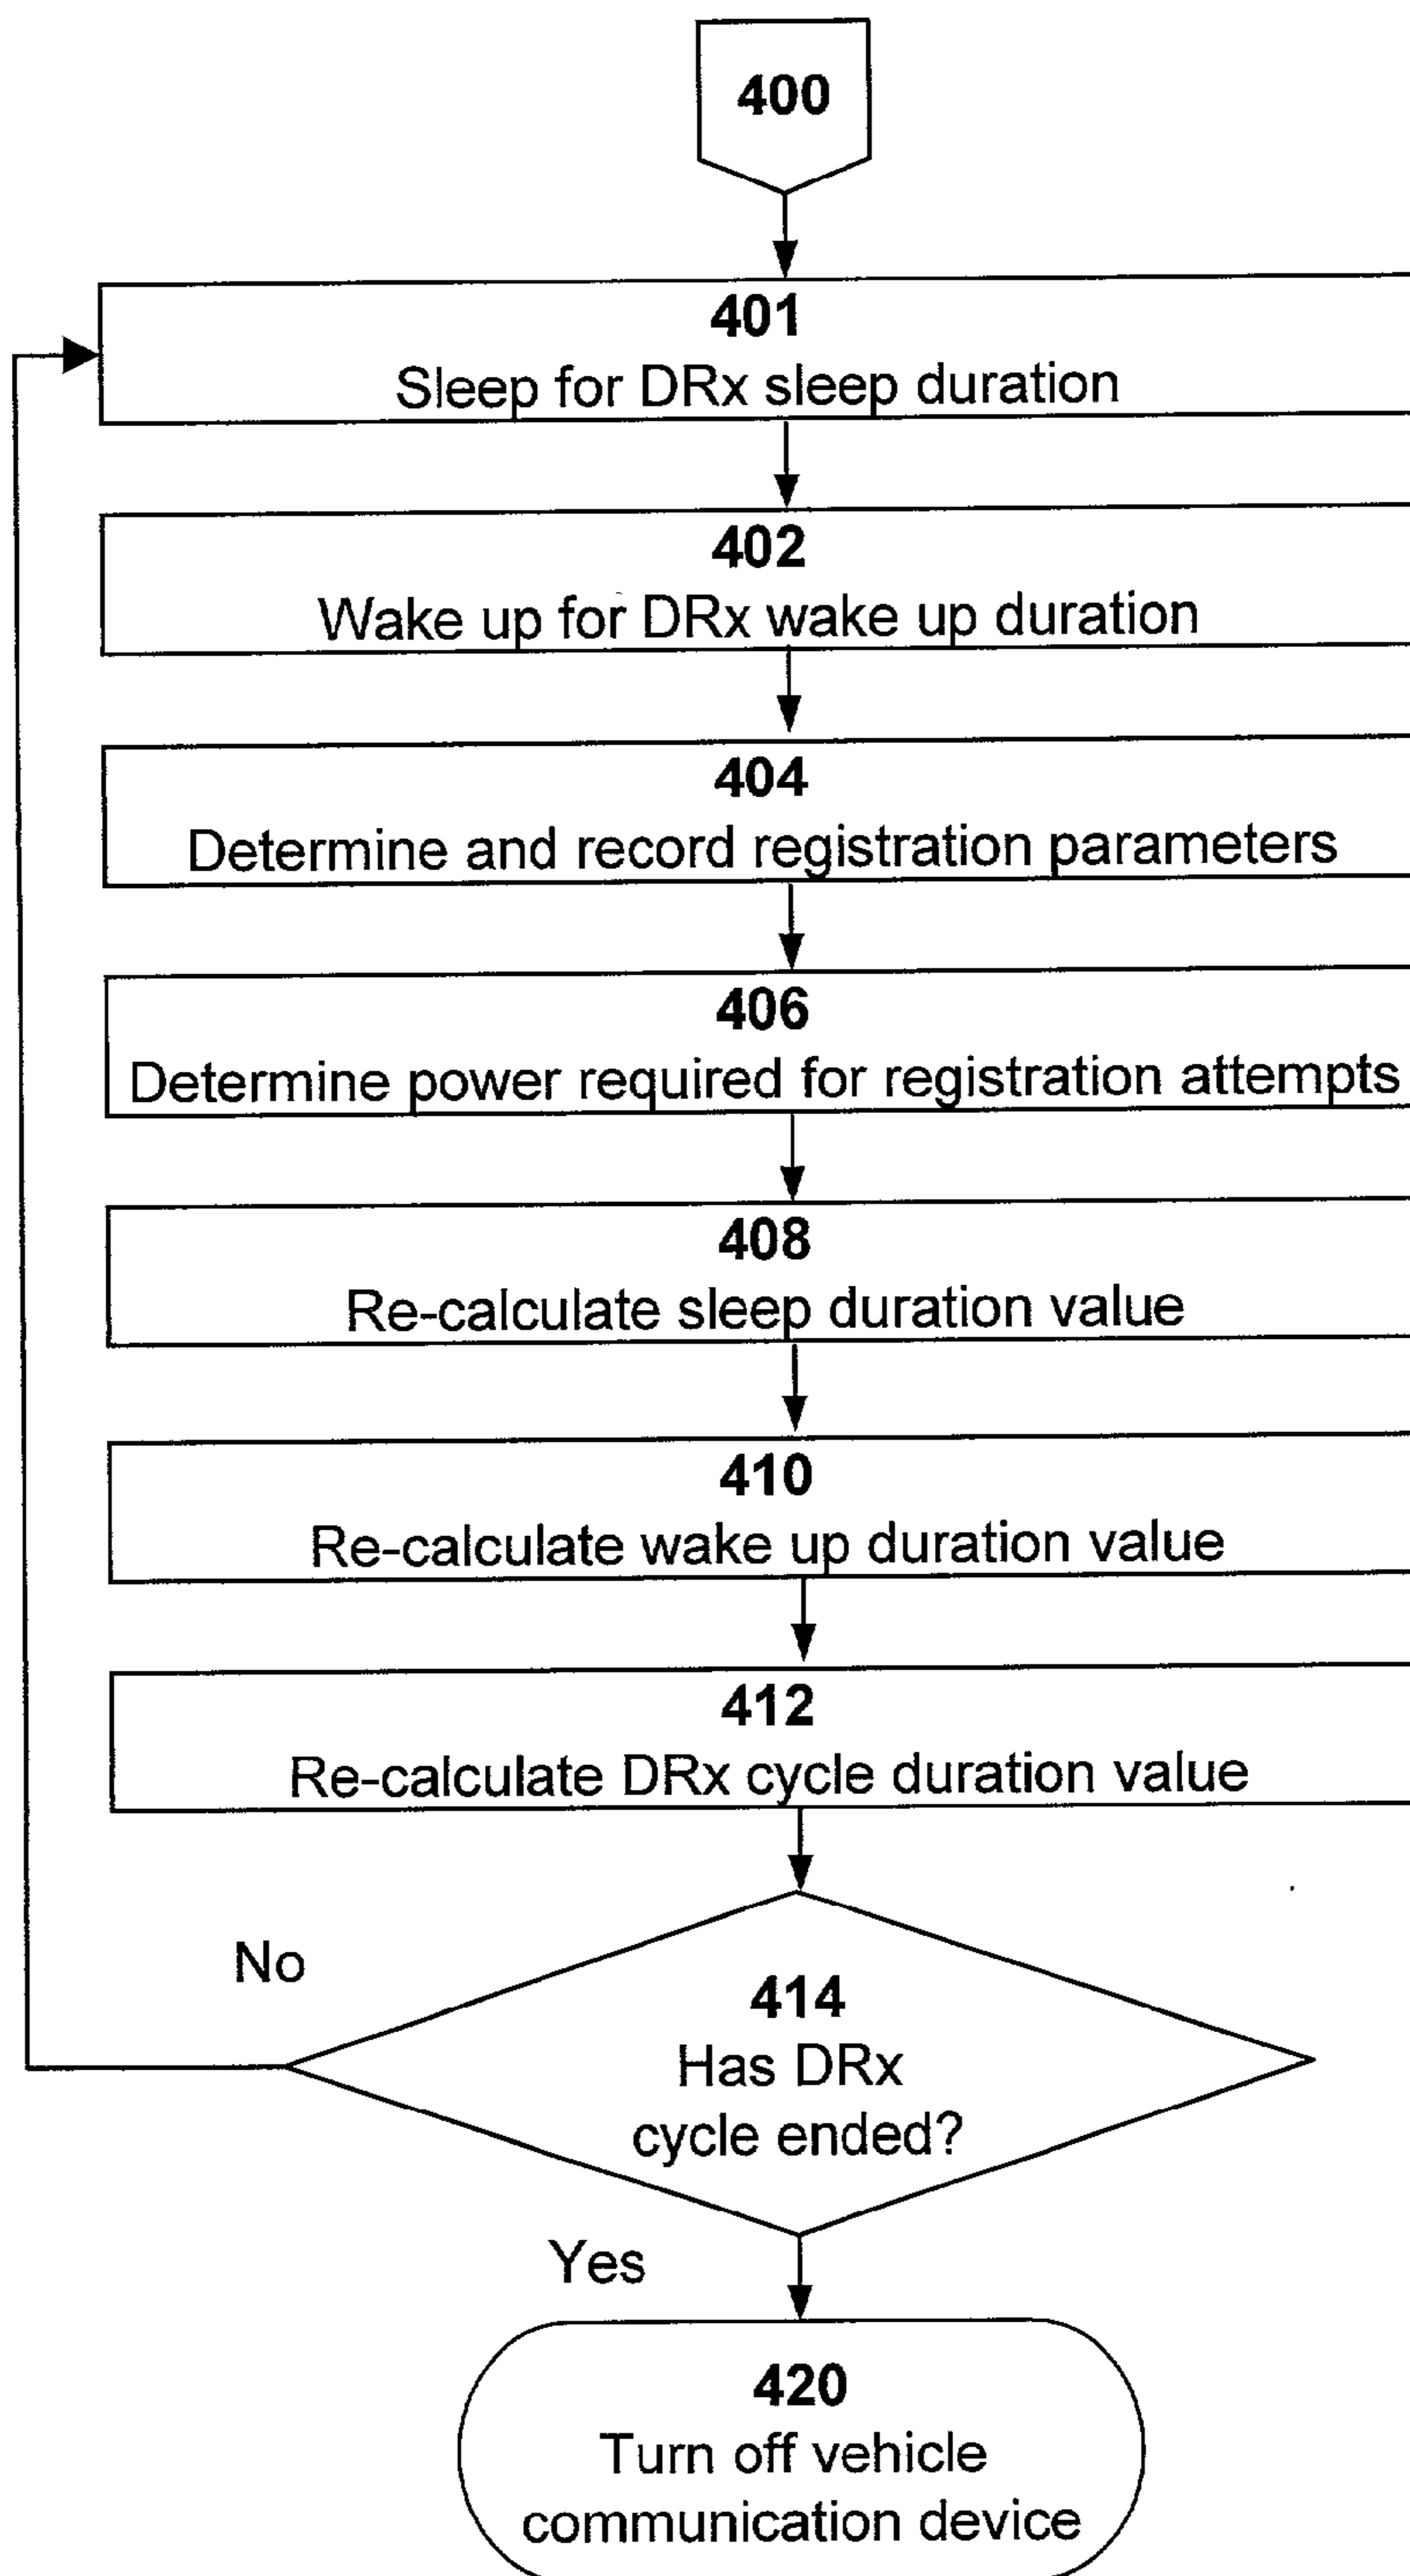 400
401
Sleep for DRx sleep duration
402
Wake up for DRx wake up duration
404
Determine and record registration parameters
406
Determine power required for registration attempts
408
Re-calculate sleep duration value
410
Re-calculate wake up duration value
412
Re-calculate DRx cycle duration value
No
414
Has DRx
cycle ended?
Yes
420
Turn off vehicle
communication device